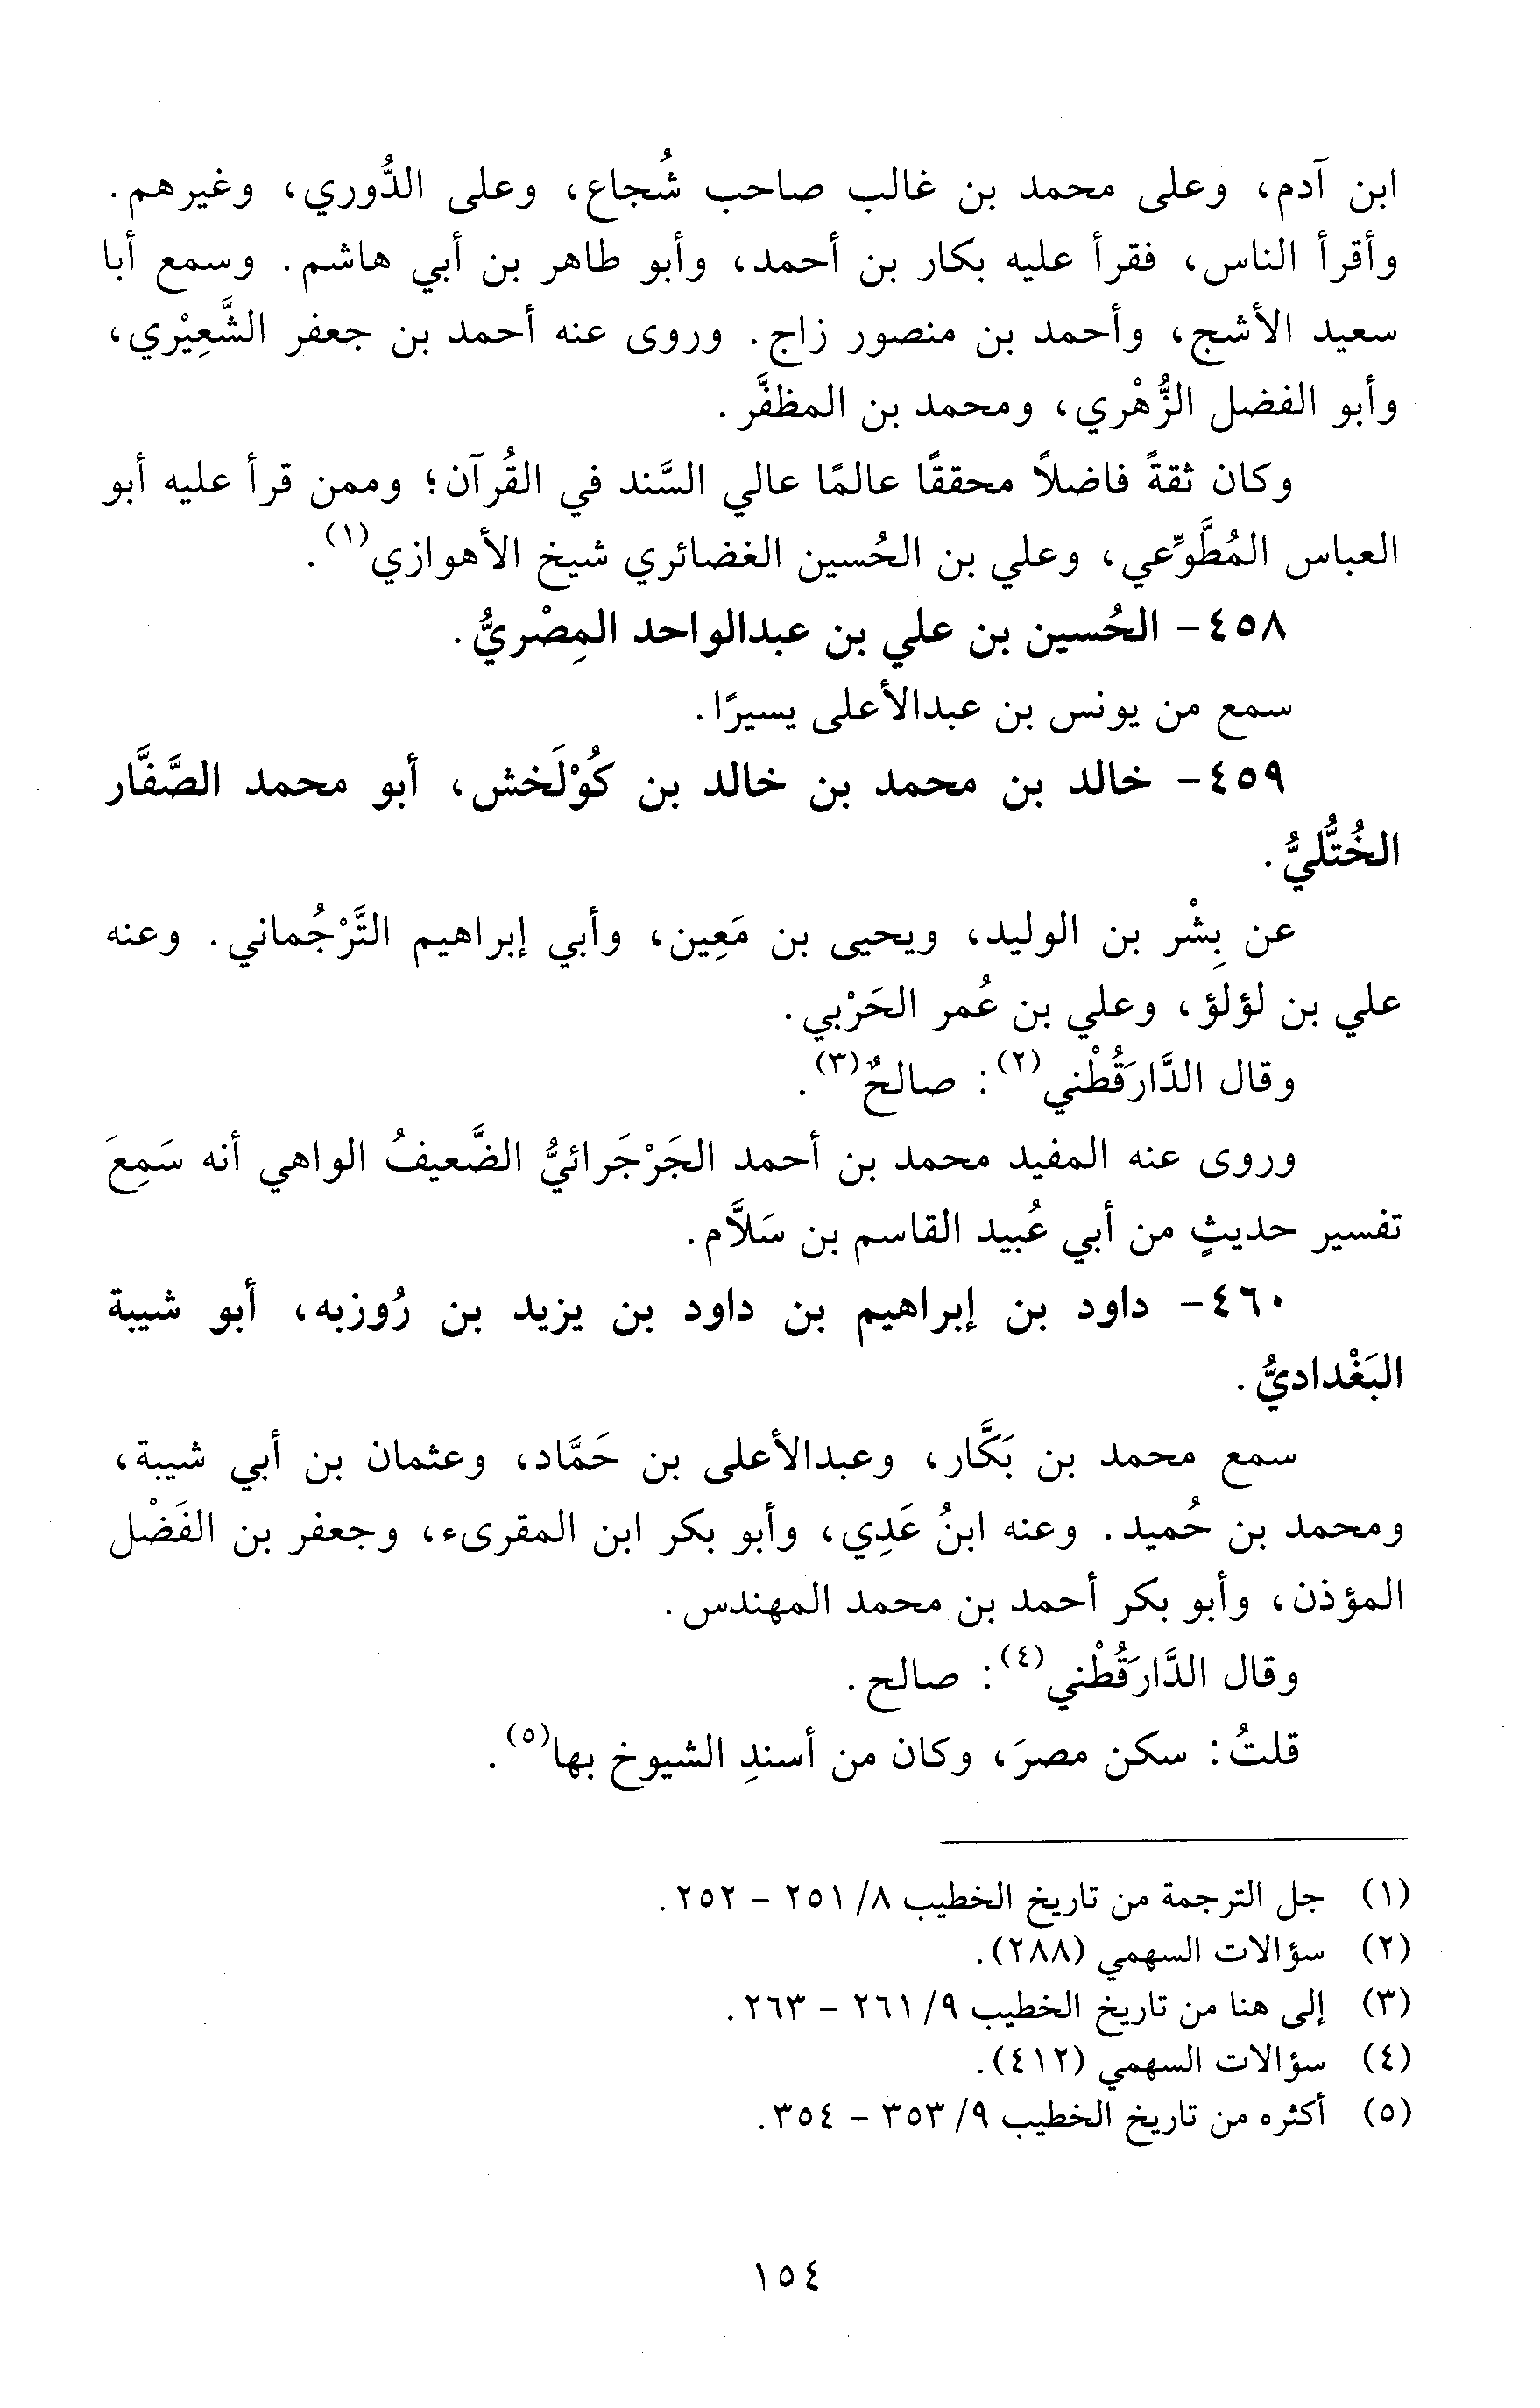 ابن آدم، وعلى محمد بن غالب صاحب شُجاع، وعلى الدُّوري، وغيرهم.
وأقرأ الناس، فقرأ عليه بكار بن أحمد، وأبو طاهر بن أبي هاشم. وسمع أبا
سعيد الأشج، وأحمد بن منصور زاج. وروى عنه أحمد بن جعفر الشَّعِيْري،
وأبو الفضل الزُّهْري، ومحمد بن المظفَّر.
وكان ثقةً فاضلاً محققًا عالمًا عالي السَّند في القُرآن؛ وممن قرأ عليه أبو
العباس المُطَّوِّعي، وعلي بن الحُسين الغضائري شيخ الأهوازي(١).
٤٥٨- الحُسين بن علي بن عبدالواحد المِصْريُّ.
سمع من يونس بن عبدالأعلى يسيرًا.
٤٥٩- خالد بن محمد بن خالد بن كُوْلَخش، أبو محمد الصَّفَّار
الخُتُّليُّ.
عن بِشْر بن الوليد، ويحيى بن مَعِين، وأبي إبراهيم التَّرْجُماني. وعنه
علي بن لؤلؤ، وعلي بن عُمر الحَرْبي.
وقال الدَّارَقُطْني(٢): صالحٌ(٣).
وروى عنه المفيد محمد بن أحمد الجَرْجَرائيُّ الضَّعيفُ الواهي أنه سَمِعَ
تفسير حديثٍ من أبي عُبيد القاسم بن سَلاَّم.
٤٦٠- داود بن إبراهيم بن داود بن يزيد بن رُوزبه، أبو شيبة
البَغْداديُّ.
سمع محمد بن بَكَّار، وعبدالأعلى بن حَمَّاد، وعثمان بن أبي شيبة،
ومحمد بن حُميد. وعنه ابنُ عَدِي، وأبو بكر ابن المقرىء، وجعفر بن الفَضْل
المؤذن، وأبو بكر أحمد بن محمد المهندس.
وقال الدَّارَقُطْني(٤): صالح.
قلتُ: سكن مصرَ، وكان من أسندِ الشيوخ بها(٥).
(١) جل الترجمة من تاريخ الخطيب ٨/ ٢٥١ - ٢٥٢.
(٢) سؤالات السهمي (٢٨٨).
(٣) إلى هنا من تاريخ الخطيب ٩/ ٢٦١ - ٢٦٣.
(٤) سؤالات السهمي (٤١٢).
(٥) أكثره من تاريخ الخطيب ٩/ ٣٥٣ - ٣٥٤.
١٥٤